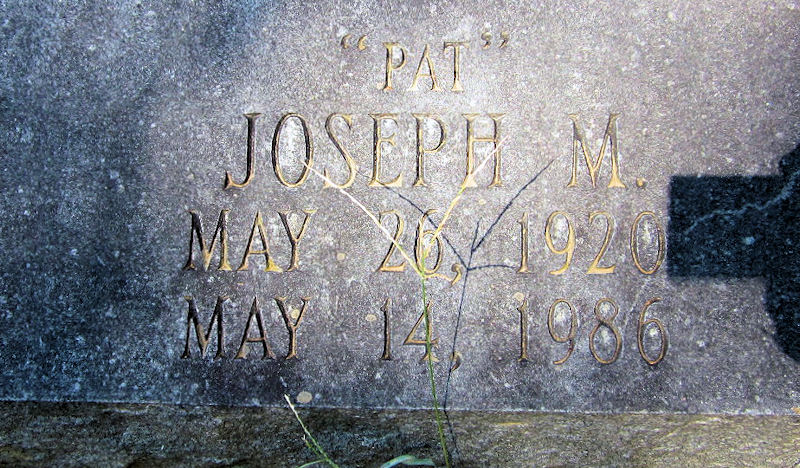 “PAT”
JOSEPH M.
MAY 26, 1920
MAY 14, 1986